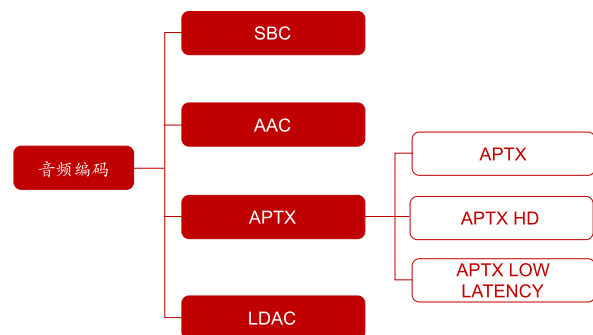 SBC
AAC
音频编码
APTX
APTX
APTX HD
APTX LOW
LATENCY
LDAC